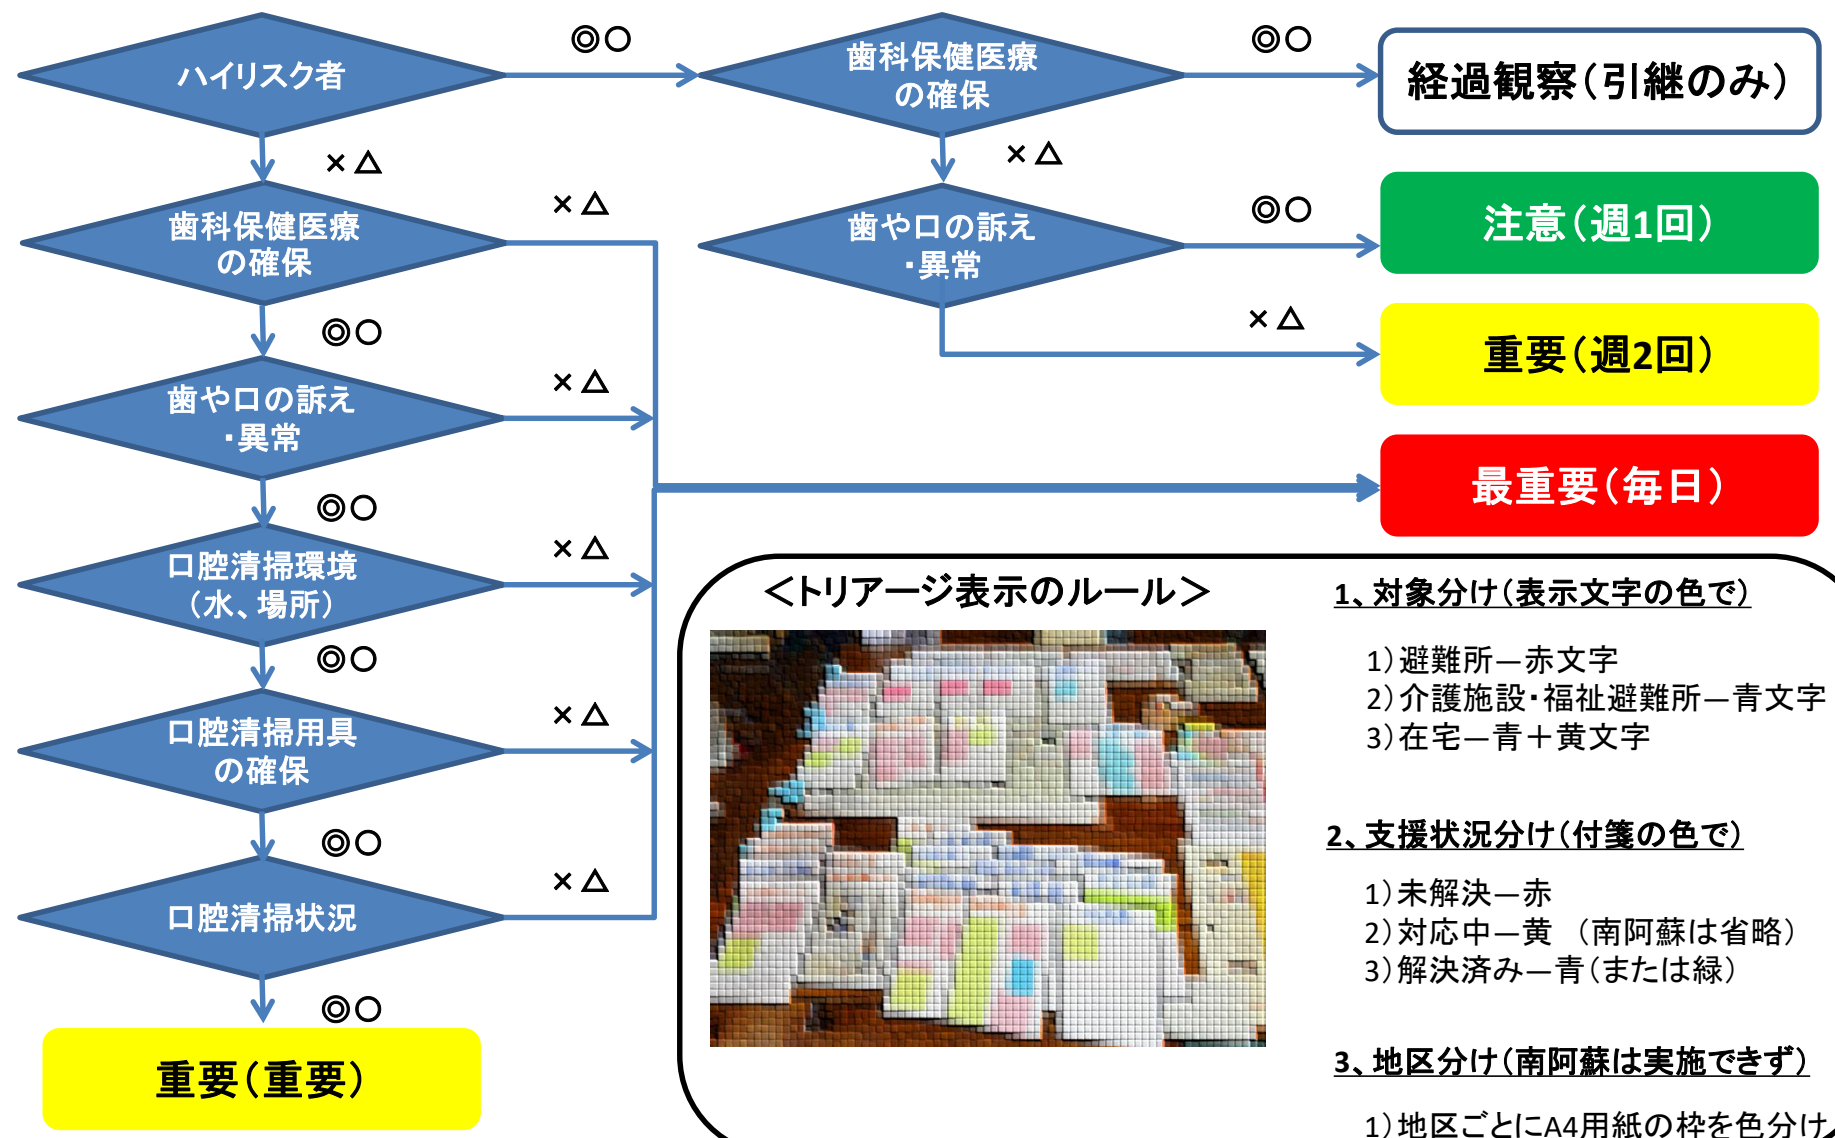 ハイリスク者
◎○
歯科保健医療
の確保
◎○
経過観察（引継のみ）
×△
×△
歯科保健医療
の確保
×△
歯や口の訴え
・異常
◎○
注意（週1回）
◎○
×△
重要（週2回）
歯や口の訴え
・異常
×△
最重要（毎日）
◎○
口腔清掃環境
（水、場所）
×△
◎○
口腔清掃用具
の確保
×△
◎○
口腔清掃状況
×△
◎○
重要（重要）
＜トリアージ表示のルール＞
1、対象分け（表示文字の色で）
1）避難所―赤文字
2）介護施設・福祉避難所―青文字
3）在宅―青＋黄文字
2、支援状況分け（付箋の色で）
1）未解決―赤
2）対応中―黄　（南阿蘇は省略）
3）解決済み―青（または緑）
3、地区分け（南阿蘇は実施できず）
1）地区ごとにA4用紙の枠を色分け